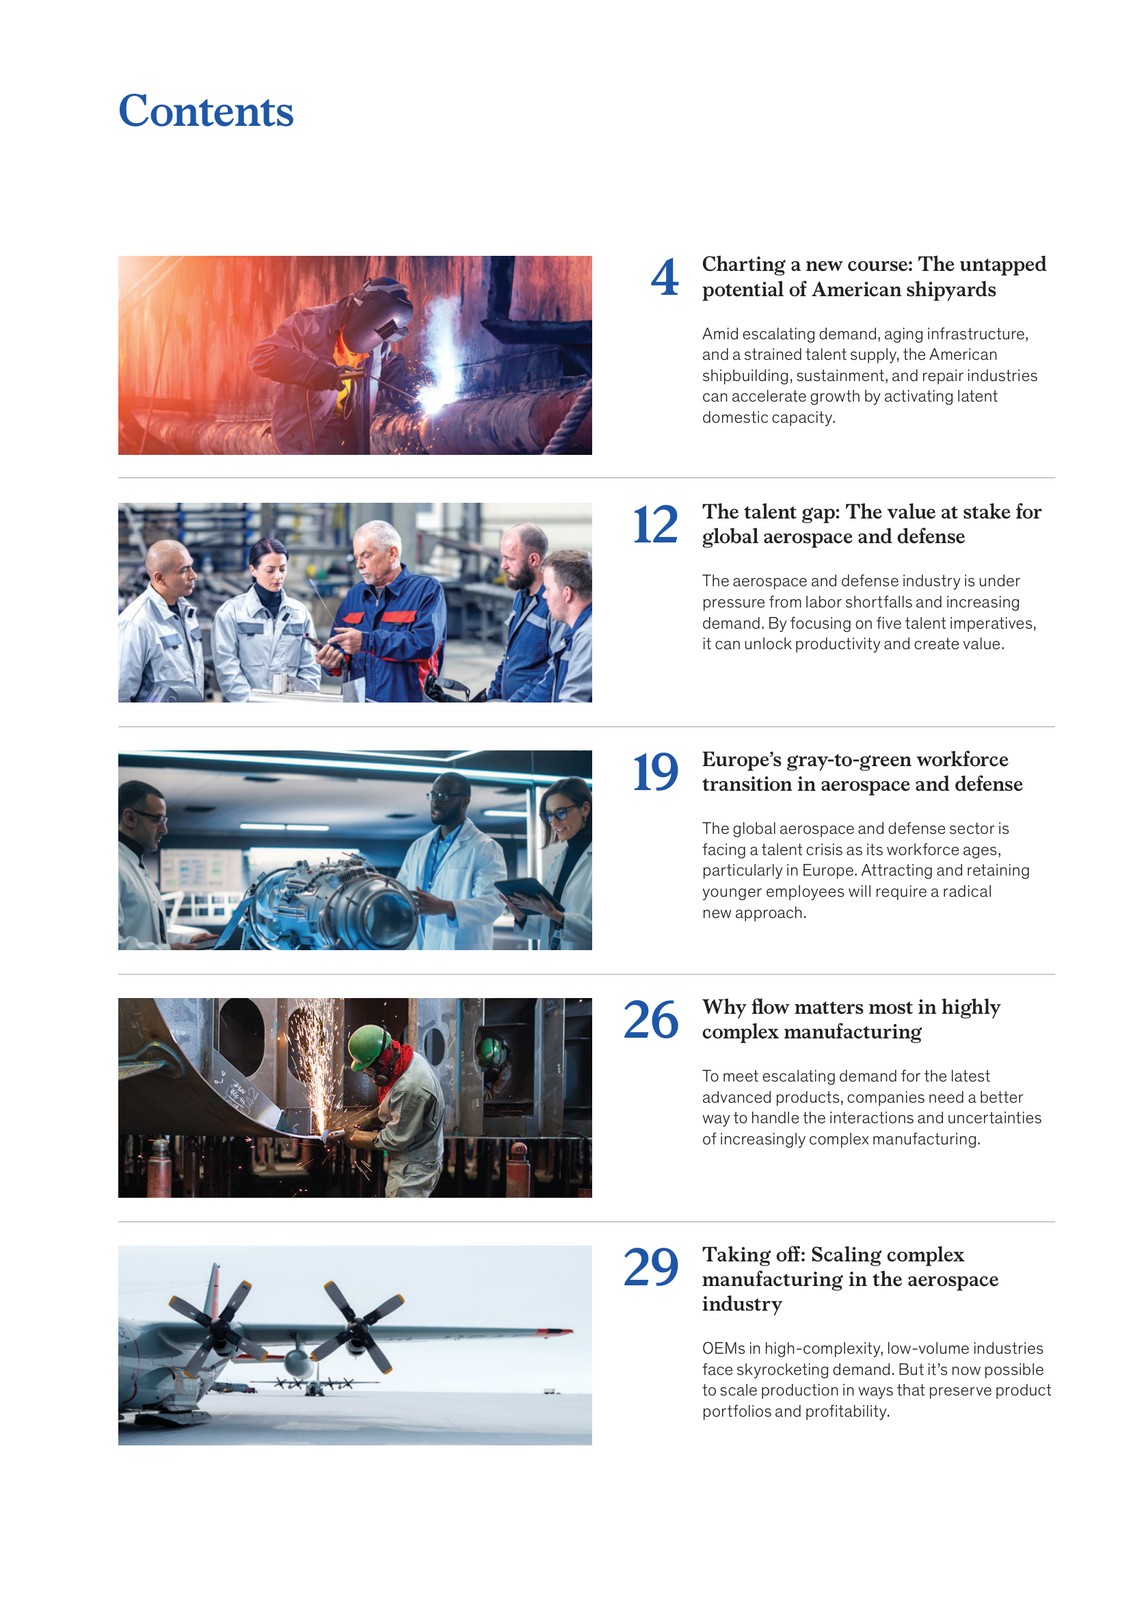 Contents
4
Charting a new course: The untapped
potential of American shipyards
Amid escalating demand, aging infrastructure,
and a strained talent supply, the American
shipbuilding, sustainment, and repair industries
can accelerate growth by activating latent
domestic capacity.
12
The talent gap: The value at stake for
global aerospace and defense
The aerospace and defense industry is under
pressure from labor shortfalls and increasing
demand. By focusing on five talent imperatives,
it can unlock productivity and create value.
19
Europe’s gray-to-green workforce
transition in aerospace and defense
The global aerospace and defense sector is
facing a talent crisis as its workforce ages,
particularly in Europe. Attracting and retaining
younger employees will require a radical
new approach.
26
Why flow matters most in highly
complex manufacturing
To meet escalating demand for the latest
advanced products, companies need a better
way to handle the interactions and uncertainties
of increasingly complex manufacturing.
29
Taking off: Scaling complex
manufacturing in the aerospace
industry
OEMs in high-complexity, low-volume industries
face skyrocketing demand. But it’s now possible
to scale production in ways that preserve product
portfolios and profitability.